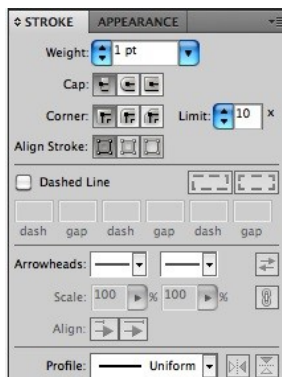 STROKE APPEARANCE
Weight: 1 pt
Cap:
Corner: Limit: 10 x
Align Stroke:
Dashed Line
dash gap dash gap dash gap
Arrowheads:
Scale: 100 % 100 %
Align:
Profile: Uniform